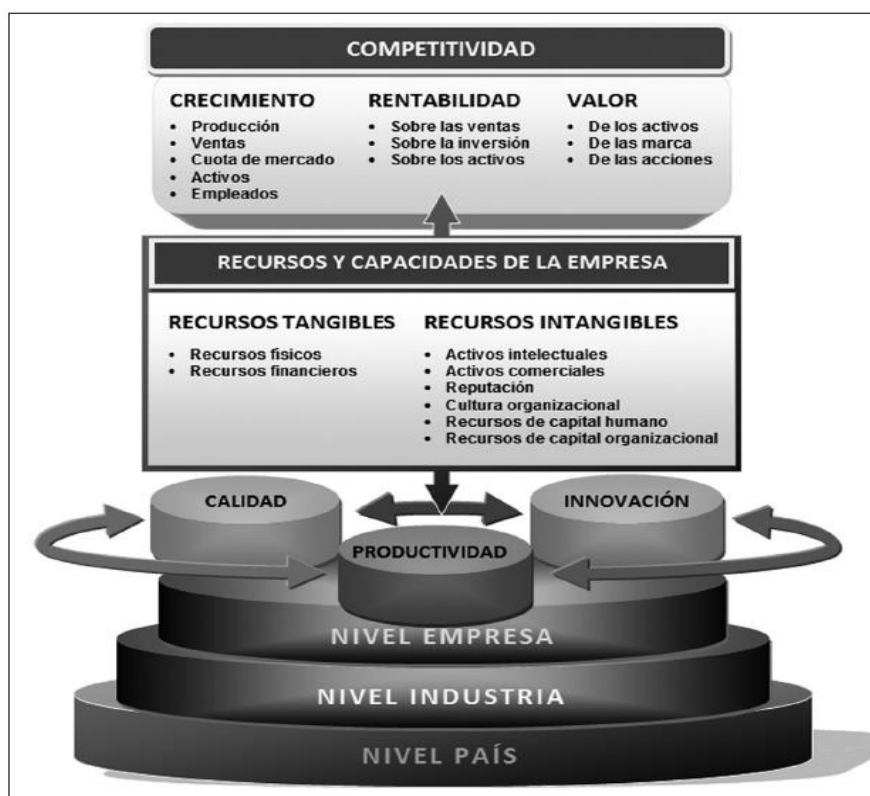 COMPETITIVIDAD
CRECIMIENTO
• Producción
• Ventas
• Cuota de mercado
• Activos
• Empleados
RENTABILIDAD
• Sobre las ventas
• Sobre la inversión
• Sobre los activos
VALOR
• De los activos
• De las marca
• De las acciones
RECURSOS Y CAPACIDADES DE LA EMPRESA
RECURSOS TANGIBLES
• Recursos físicos
• Recursos financieros
RECURSOS INTANGIBLES
• Activos intelectuales
• Activos comerciales
• Reputación
• Cultura organizacional
• Recursos de capital humano
• Recursos de capital organizacional
CALIDAD
INNOVACIÓN
PRODUCTIVIDAD
NIVEL EMPRESA
NIVEL INDUSTRIA
NIVEL PAÍS